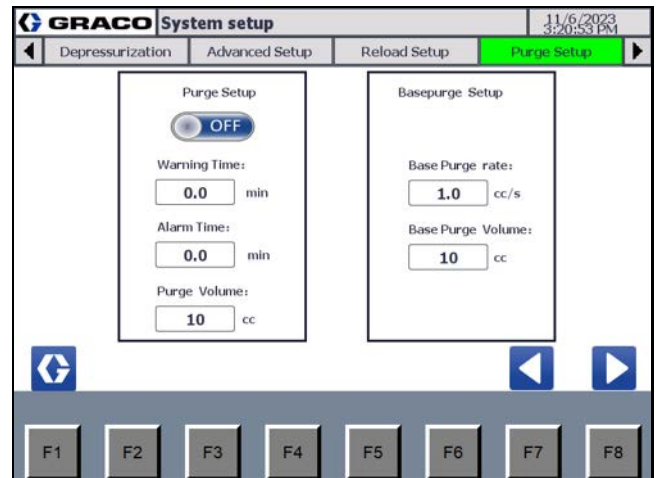 GRACO System setup 11/6/2023
3:20:53 PM
Depressurization Advanced Setup Reload Setup Purge Setup
Purge Setup Basepurge Setup
OFF
Warning Time: Base Purge rate:
0.0 min 1.0 cc/s
Alarm Time: Base Purge Volume:
0.0 min 10 cc
Purge Volume:
10 cc
F1 F2 F3 F4 F5 F6 F7 F8